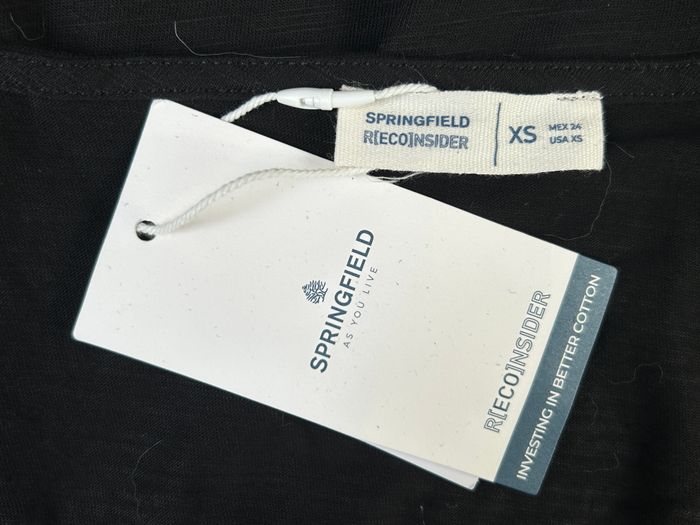 SPRINGFIELD
R[ECO]NSIDER
XS
MEX 24
USA XS
SPRINGFIELD
AS YOU LIVE
R[ECO]NSIDER
INVESTING IN BETTER COTTON